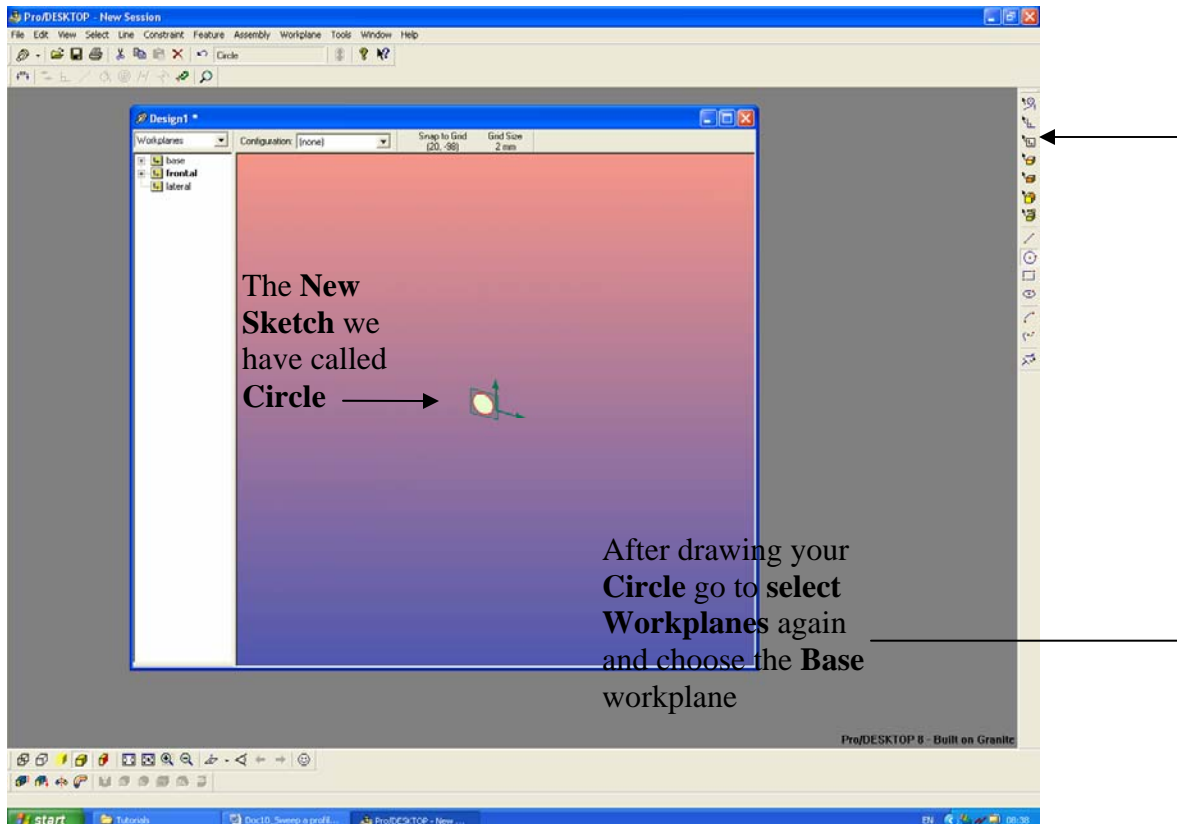 Pro/DESKTOP - New Session
File Edit View Select Line Constraint Feature Assembly Workplane Tools Window Help
Circle
Design1 *
Workplanes Configuration: (none) Snap to Grid Grid Size
(20, -98) 2 mm
base
frontal
lateral
The New
Sketch we
have called
Circle
After drawing your
Circle go to select
Workplanes again
and choose the Base
workplane
Pro/DESKTOP 8 - Built on Granite
start Tutorials Doc10_Sweep a profil... Pro/DESKTOP - New ... EN 08:38